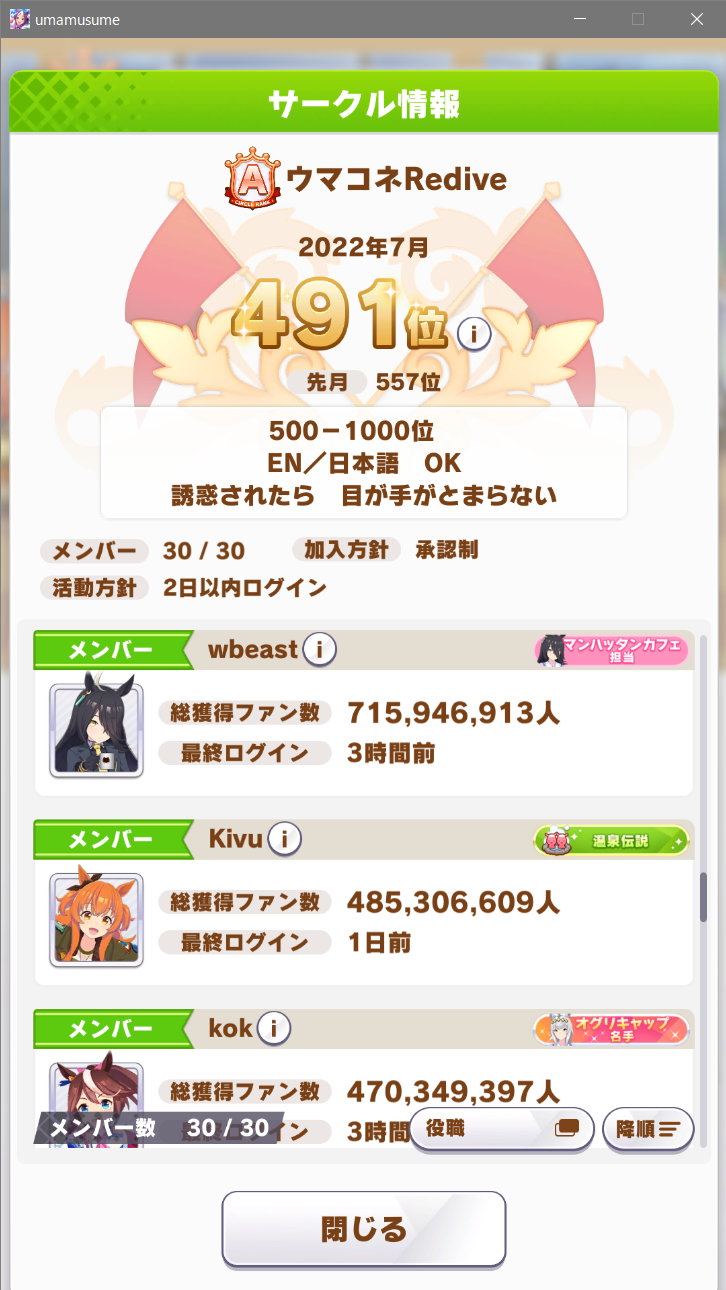 umamusume
サークル情報
A
CIRCLE RANK
ウマコネRedive
2022年7月
491位 i
先月 557位
500－1000位
EN／日本語　OK
誘惑されたら　目が手がとまらない
メンバー 30 / 30 加入方針 承認制
活動方針 2日以内ログイン
メンバー wbeast i マンハッタンカフェ
担当
総獲得ファン数 715,946,913人
最終ログイン 3時間前
メンバー Kivu i 温泉伝説
総獲得ファン数 485,306,609人
最終ログイン 1日前
メンバー kok i オグリキャップ
名手
総獲得ファン数 470,349,397人
最終ログイン 3時間
メンバー数 30 / 30 役職 降順
閉じる